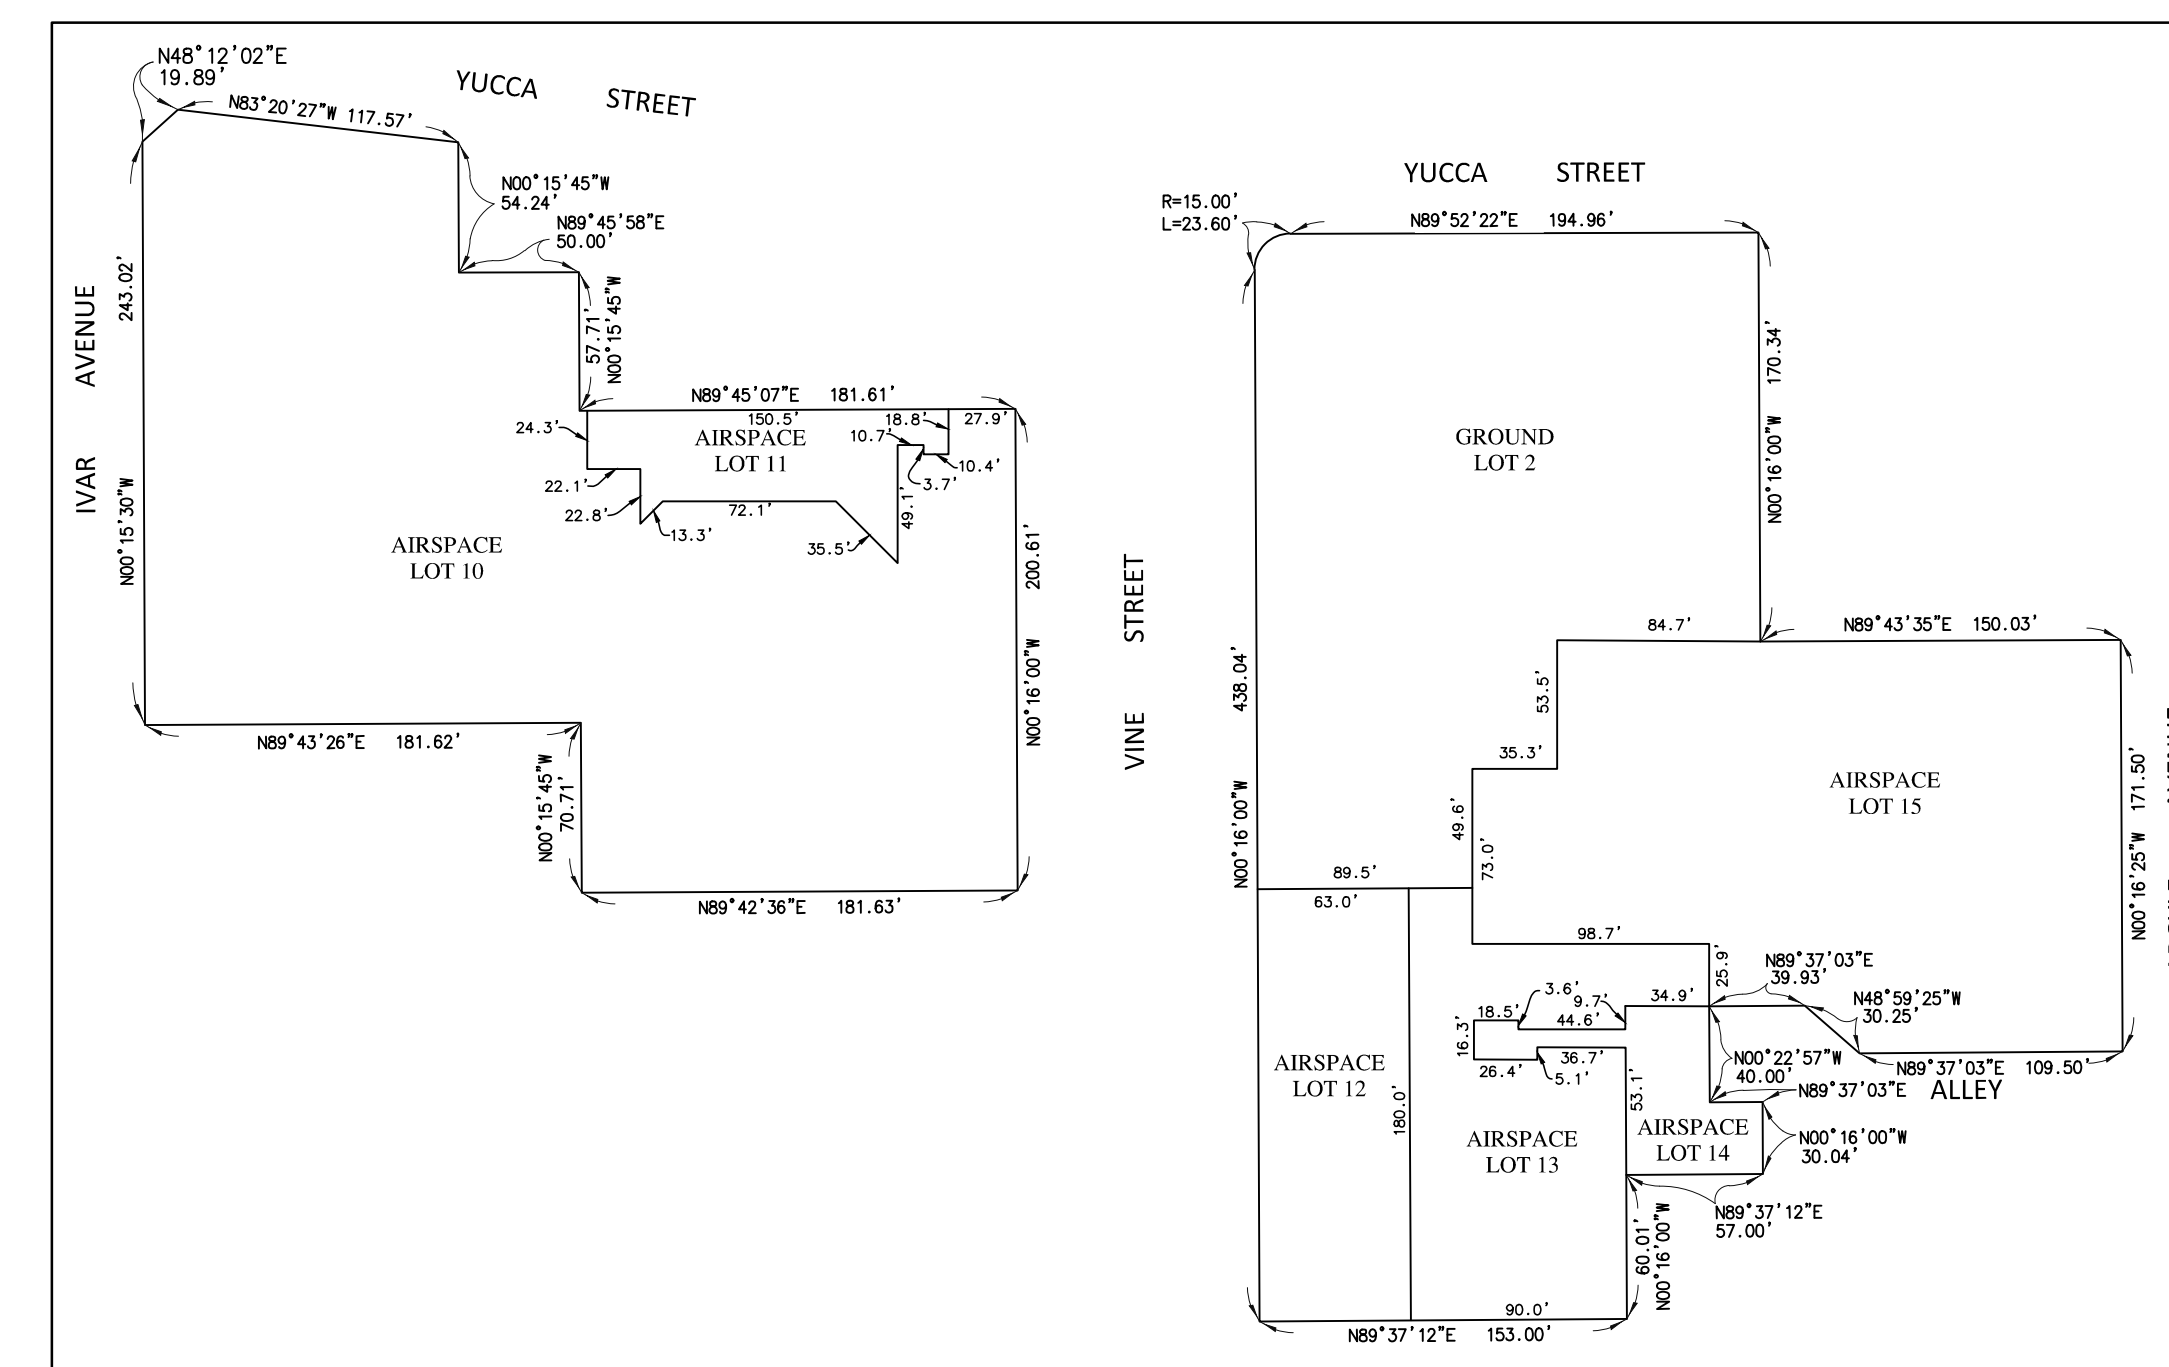 N48°12'02"E
19.89'
N83°20'27"W 117.57'
YUCCA STREET
N00°15'45"W
54.24'
N89°45'58"E
50.00'
57.71'
N00°15'45"W
243.02'
N00°15'30"W
IVAR AVENUE
N89°45'07"E 181.61'
150.5'
18.8'
27.9'
24.3'
10.7'
AIRSPACE
LOT 11
10.4'
3.7'
22.1'
49.1'
22.8'
72.1'
13.3'
35.5'
AIRSPACE
LOT 10
200.61'
N00°16'00"W
N89°43'26"E 181.62'
N00°15'45"W
70.71'
N89°42'36"E 181.63'
VINE STREET
YUCCA STREET
R=15.00'
L=23.60'
N89°52'22"E 194.96'
170.34'
N00°16'00"W
GROUND
LOT 2
438.04'
N00°16'00"W
84.7'
N89°43'35"E 150.03'
53.5'
35.3'
49.6'
73.0'
AIRSPACE
LOT 15
171.50'
N00°16'25"W
89.5'
63.0'
98.7'
25.9'
N89°37'03"E
39.93'
N48°59'25"W
30.25'
3.6'
9.7'
34.9'
18.5'
44.6'
16.3'
36.7'
26.4'
5.1'
N00°22'57"W
40.00'
N89°37'03"E 109.50'
N89°37'03"E
ALLEY
53.1'
AIRSPACE
LOT 12
180.0'
AIRSPACE
LOT 13
AIRSPACE
LOT 14
N00°16'00"W
30.04'
N89°37'12"E
57.00'
60.01'
N00°16'00"W
90.0'
N89°37'12"E 153.00'